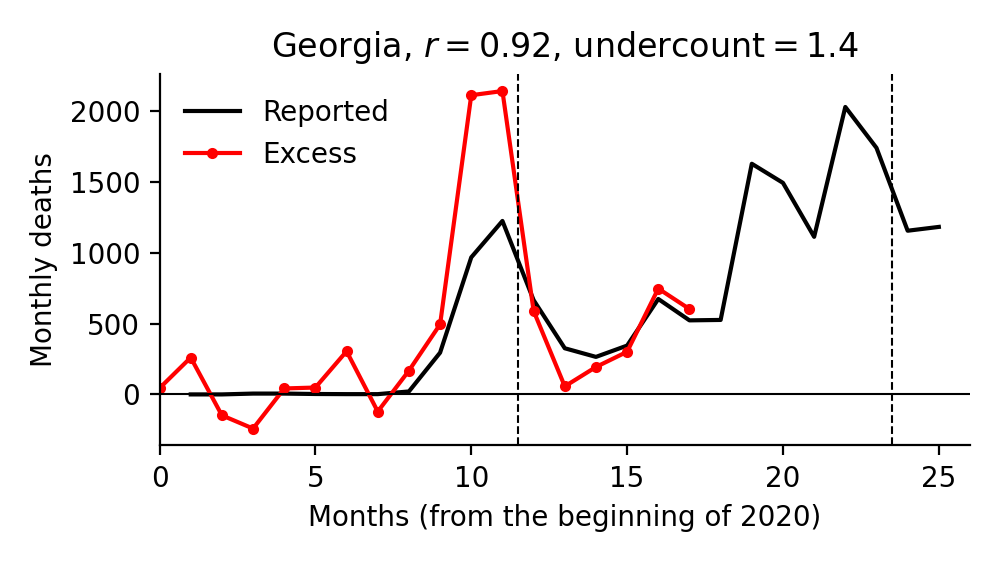 Georgia, r = 0.92, undercount = 1.4
Reported
Excess
Monthly deaths
2000
1500
1000
500
0
0 5 10 15 20 25
Months (from the beginning of 2020)